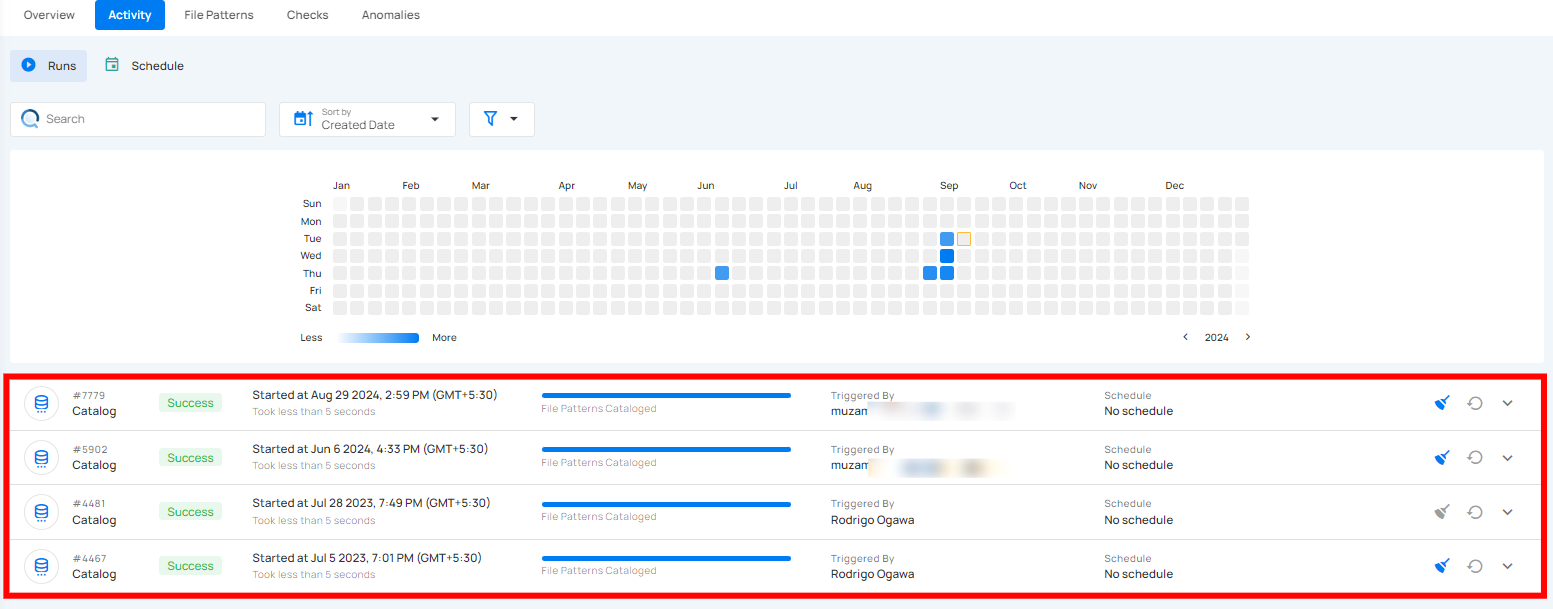 Overview Activity File Patterns Checks Anomalies
Runs Schedule
Search
Sort by
Created Date
Jan Feb Mar Apr May Jun Jul Aug Sep Oct Nov Dec
Sun
Mon
Tue
Wed
Thu
Fri
Sat
Less More 2024
#7779 Success Started at Aug 29 2024, 2:59 PM (GMT+5:30) Triggered By Schedule
Catalog Took less than 5 seconds File Patterns Cataloged No schedule
#5902 Success Started at Jun 6 2024, 4:33 PM (GMT+5:30) Triggered By Schedule
Catalog Took less than 5 seconds File Patterns Cataloged No schedule
#4481 Success Started at Jul 28 2023, 7:49 PM (GMT+5:30) Triggered By Schedule
Catalog Took less than 5 seconds File Patterns Cataloged Rodrigo Ogawa No schedule
#4467 Success Started at Jul 5 2023, 7:01 PM (GMT+5:30) Triggered By Schedule
Catalog Took less than 5 seconds File Patterns Cataloged Rodrigo Ogawa No schedule